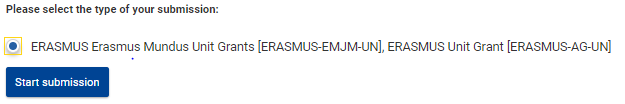 Please select the type of your submission:
ERASMUS Erasmus Mundus Unit Grants [ERASMUS-EMJM-UN], ERASMUS Unit Grant [ERASMUS-AG-UN]
Start submission